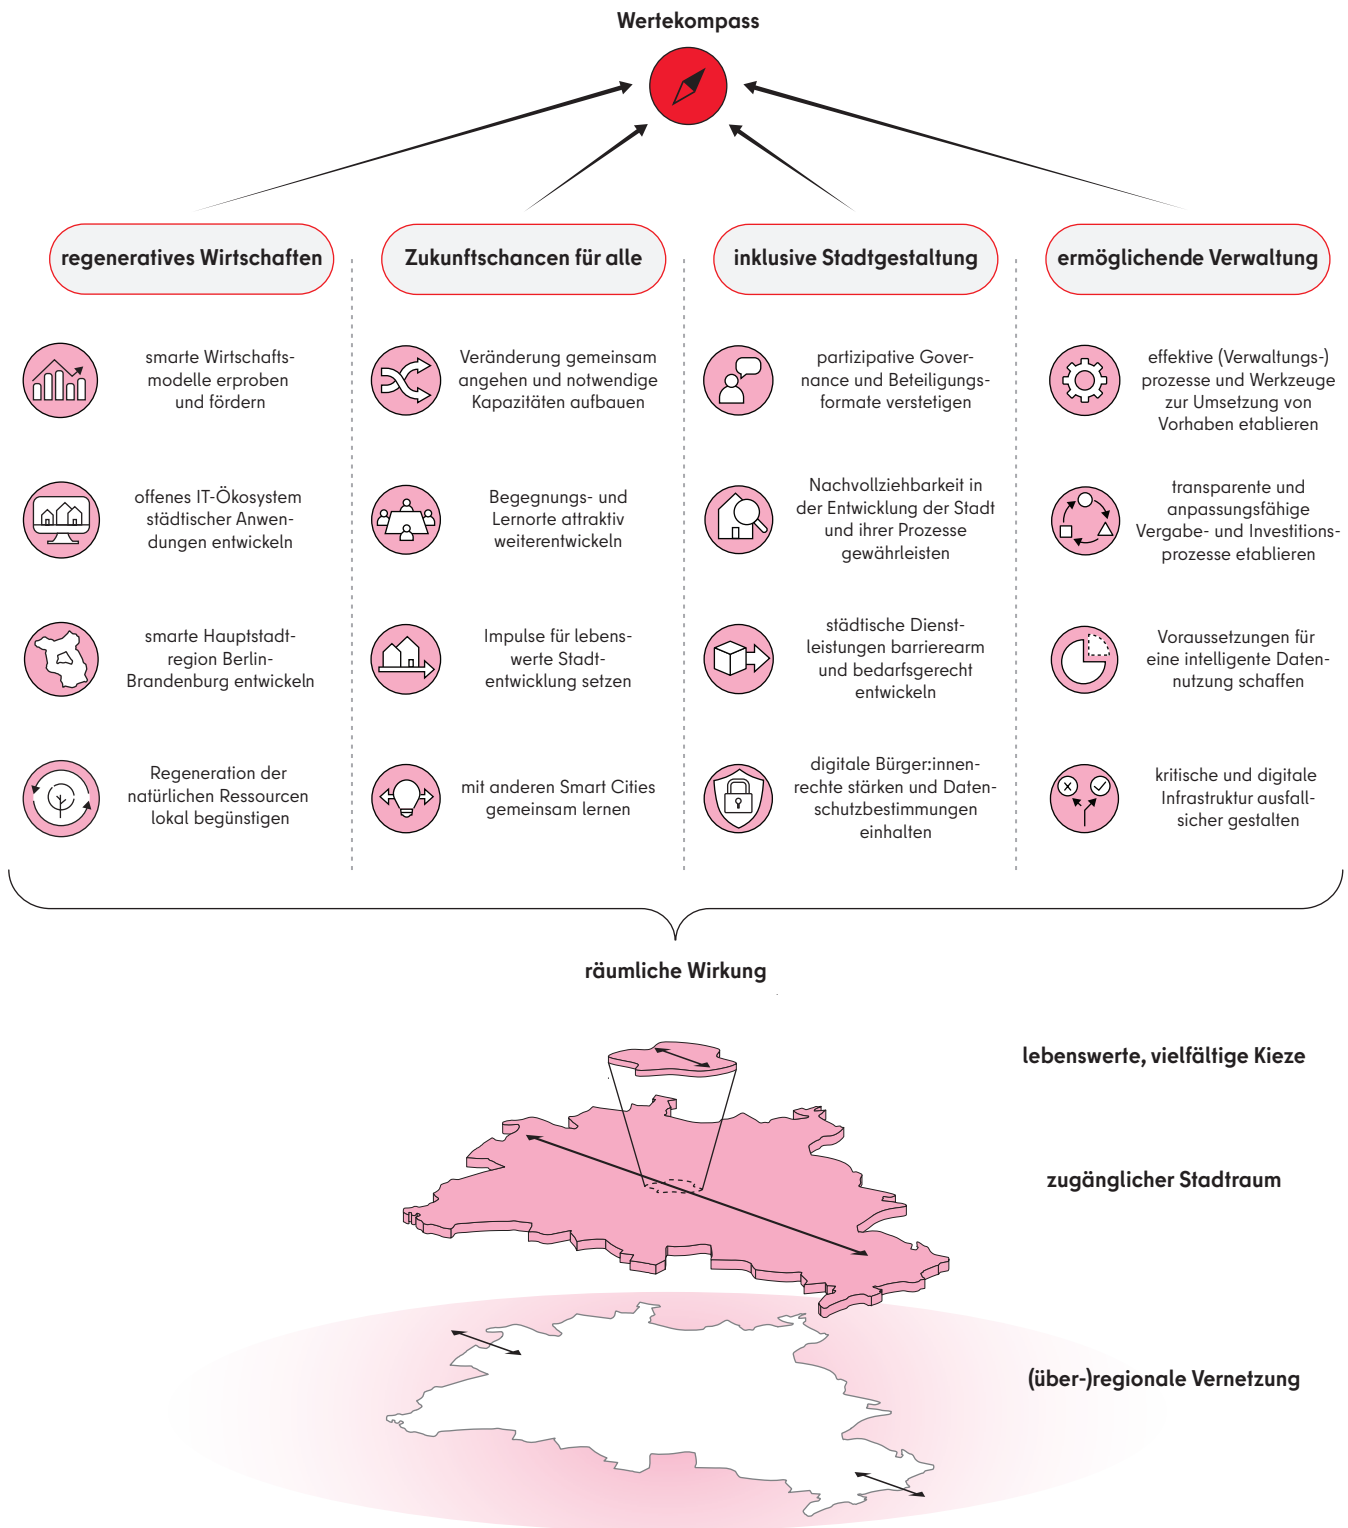 Wertekompass
regeneratives Wirtschaften
smarte Wirtschafts-
modelle erproben
und fördern
offenes IT-Ökosystem
städtischer Anwen-
dungen entwickeln
smarte Hauptstadt-
region Berlin-
Brandenburg entwickeln
Regeneration der
natürlichen Ressourcen
lokal begünstigen
Zukunftschancen für alle
Veränderung gemeinsam
angehen und notwendige
Kapazitäten aufbauen
Begegnungs- und
Lernorte attraktiv
weiterentwickeln
Impulse für lebens-
werte Stadt-
entwicklung setzen
mit anderen Smart Cities
gemeinsam lernen
inklusive Stadtgestaltung
partizipative Gover-
nance und Beteiligungs-
formate verstetigen
Nachvollziehbarkeit in
der Entwicklung der Stadt
und ihrer Prozesse
gewährleisten
städtische Dienst-
leistungen barrierearm
und bedarfsgerecht
entwickeln
digitale Bürger:innen-
rechte stärken und Daten-
schutzbestimmungen
einhalten
ermöglichende Verwaltung
effektive (Verwaltungs-)
prozesse und Werkzeuge
zur Umsetzung von
Vorhaben etablieren
transparente und
anpassungsfähige
Vergabe- und Investitions-
prozesse etablieren
Voraussetzungen für
eine intelligente Daten-
nutzung schaffen
kritische und digitale
Infrastruktur ausfall-
sicher gestalten
räumliche Wirkung
lebenswerte, vielfältige Kieze
zugänglicher Stadtraum
(über-)regionale Vernetzung